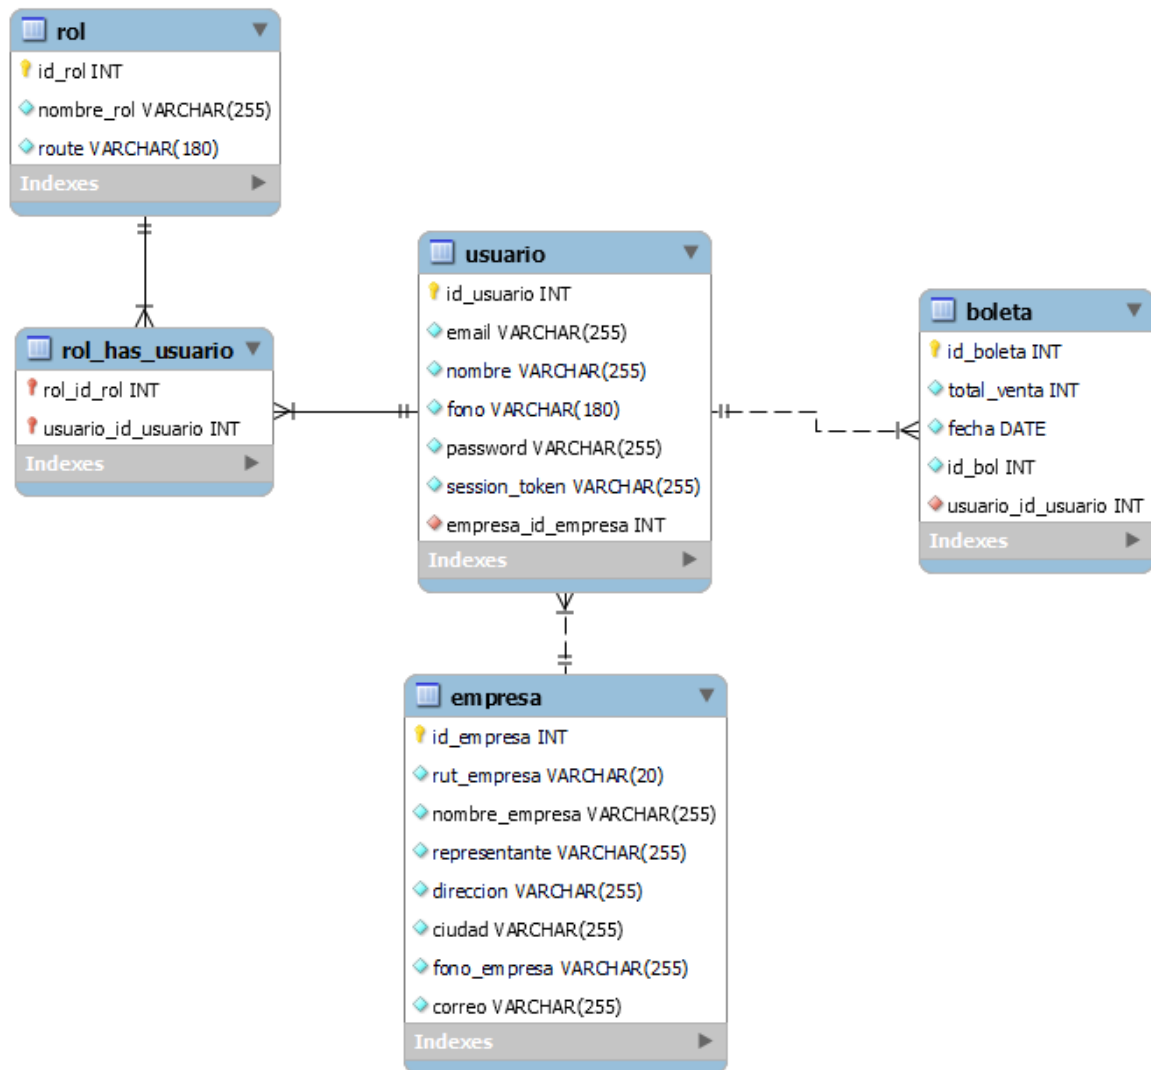 rol
id_rol INT
nombre_rol VARCHAR(255)
route VARCHAR(180)
Indexes
rol_has_usuario
rol_id_rol INT
usuario_id_usuario INT
Indexes
usuario
id_usuario INT
email VARCHAR(255)
nombre VARCHAR(255)
fono VARCHAR(180)
password VARCHAR(255)
session_token VARCHAR(255)
empresa_id_empresa INT
Indexes
boleta
id_boleta INT
total_venta INT
fecha DATE
id_bol INT
usuario_id_usuario INT
Indexes
empresa
id_empresa INT
rut_empresa VARCHAR(20)
nombre_empresa VARCHAR(255)
representante VARCHAR(255)
direccion VARCHAR(255)
ciudad VARCHAR(255)
fono_empresa VARCHAR(255)
correo VARCHAR(255)
Indexes